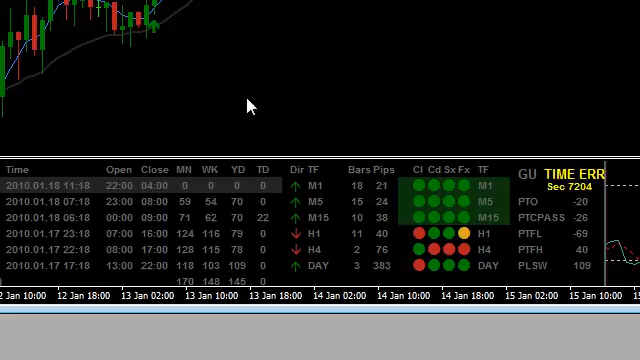 Time Open Close MN WK YD TD Dir TF Bars Pips Cl Cd Sx Fx TF GU TIME ERR
2010.01.18 11:18 22:00 04:00 0 0 0 0 M1 18 21 M1 Sec 7204
2010.01.18 07:18 23:00 08:00 59 54 70 0 M5 15 24 M5 PTO -20
2010.01.18 06:18 00:00 09:00 71 62 70 22 M15 10 38 M15 PTCPASS -26
2010.01.17 23:18 07:00 16:00 124 116 79 0 H1 11 40 H1 PTFL -69
2010.01.17 22:18 08:00 17:00 128 115 78 0 H4 2 76 H4 PTFH 40
2010.01.17 17:18 13:00 22:00 118 103 109 0 DAY 3 383 DAY PLSW 109
170 148 145 0
2 Jan 10:00 12 Jan 18:00 13 Jan 02:00 13 Jan 10:00 13 Jan 18:00 14 Jan 02:00 14 Jan 10:00 14 Jan 18:00 15 Jan 02:00 15 Jan 10:00